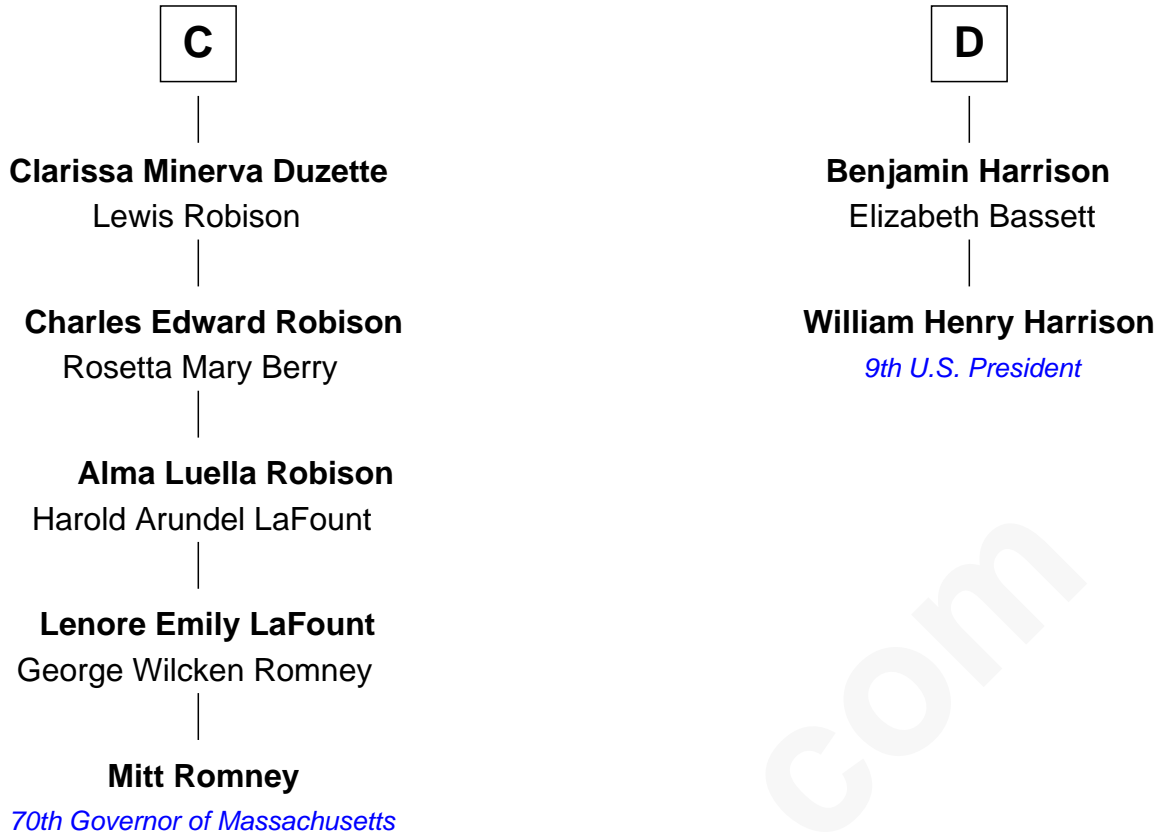 C
Clarissa Minerva Duzette
Lewis Robison
Charles Edward Robison
Rosetta Mary Berry
Alma Luella Robison
Harold Arundel LaFount
Lenore Emily LaFount
George Wilcken Romney
Mitt Romney
70th Governor of Massachusetts
D
Benjamin Harrison
Elizabeth Bassett
William Henry Harrison
9th U.S. President
com